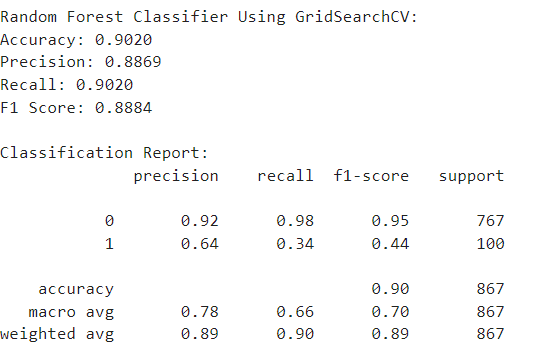 Random Forest Classifier Using GridSearchCV:
Accuracy: 0.9020
Precision: 0.8869
Recall: 0.9020
F1 Score: 0.8884
Classification Report:
precision recall f1-score support
0 0.92 0.98 0.95 767
1 0.64 0.34 0.44 100
accuracy 0.90 867
macro avg 0.78 0.66 0.70 867
weighted avg 0.89 0.90 0.89 867